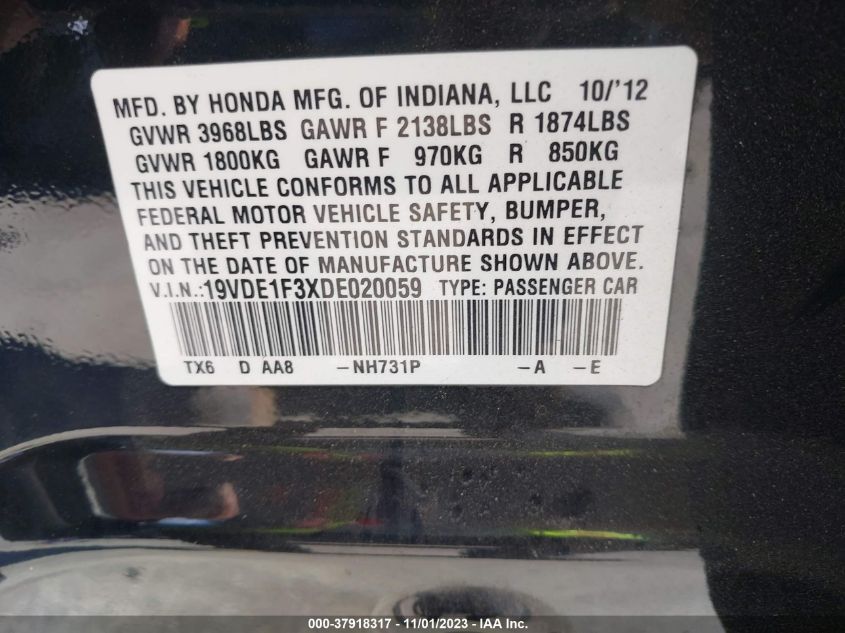 MFD. BY HONDA MFG. OF INDIANA, LLC 10/'12
GVWR 3968LBS GAWR F 2138LBS R 1874LBS
GVWR 1800KG GAWR F 970KG R 850KG
THIS VEHICLE CONFORMS TO ALL APPLICABLE
FEDERAL MOTOR VEHICLE SAFETY, BUMPER,
AND THEFT PREVENTION STANDARDS IN EFFECT
ON THE DATE OF MANUFACTURE SHOWN ABOVE.
V.I.N.:19VDE1F3XDE020059 TYPE: PASSENGER CAR
TX6 D AA8 -NH731P -A -E
000-37918317 - 11/01/2023 - IAA Inc.